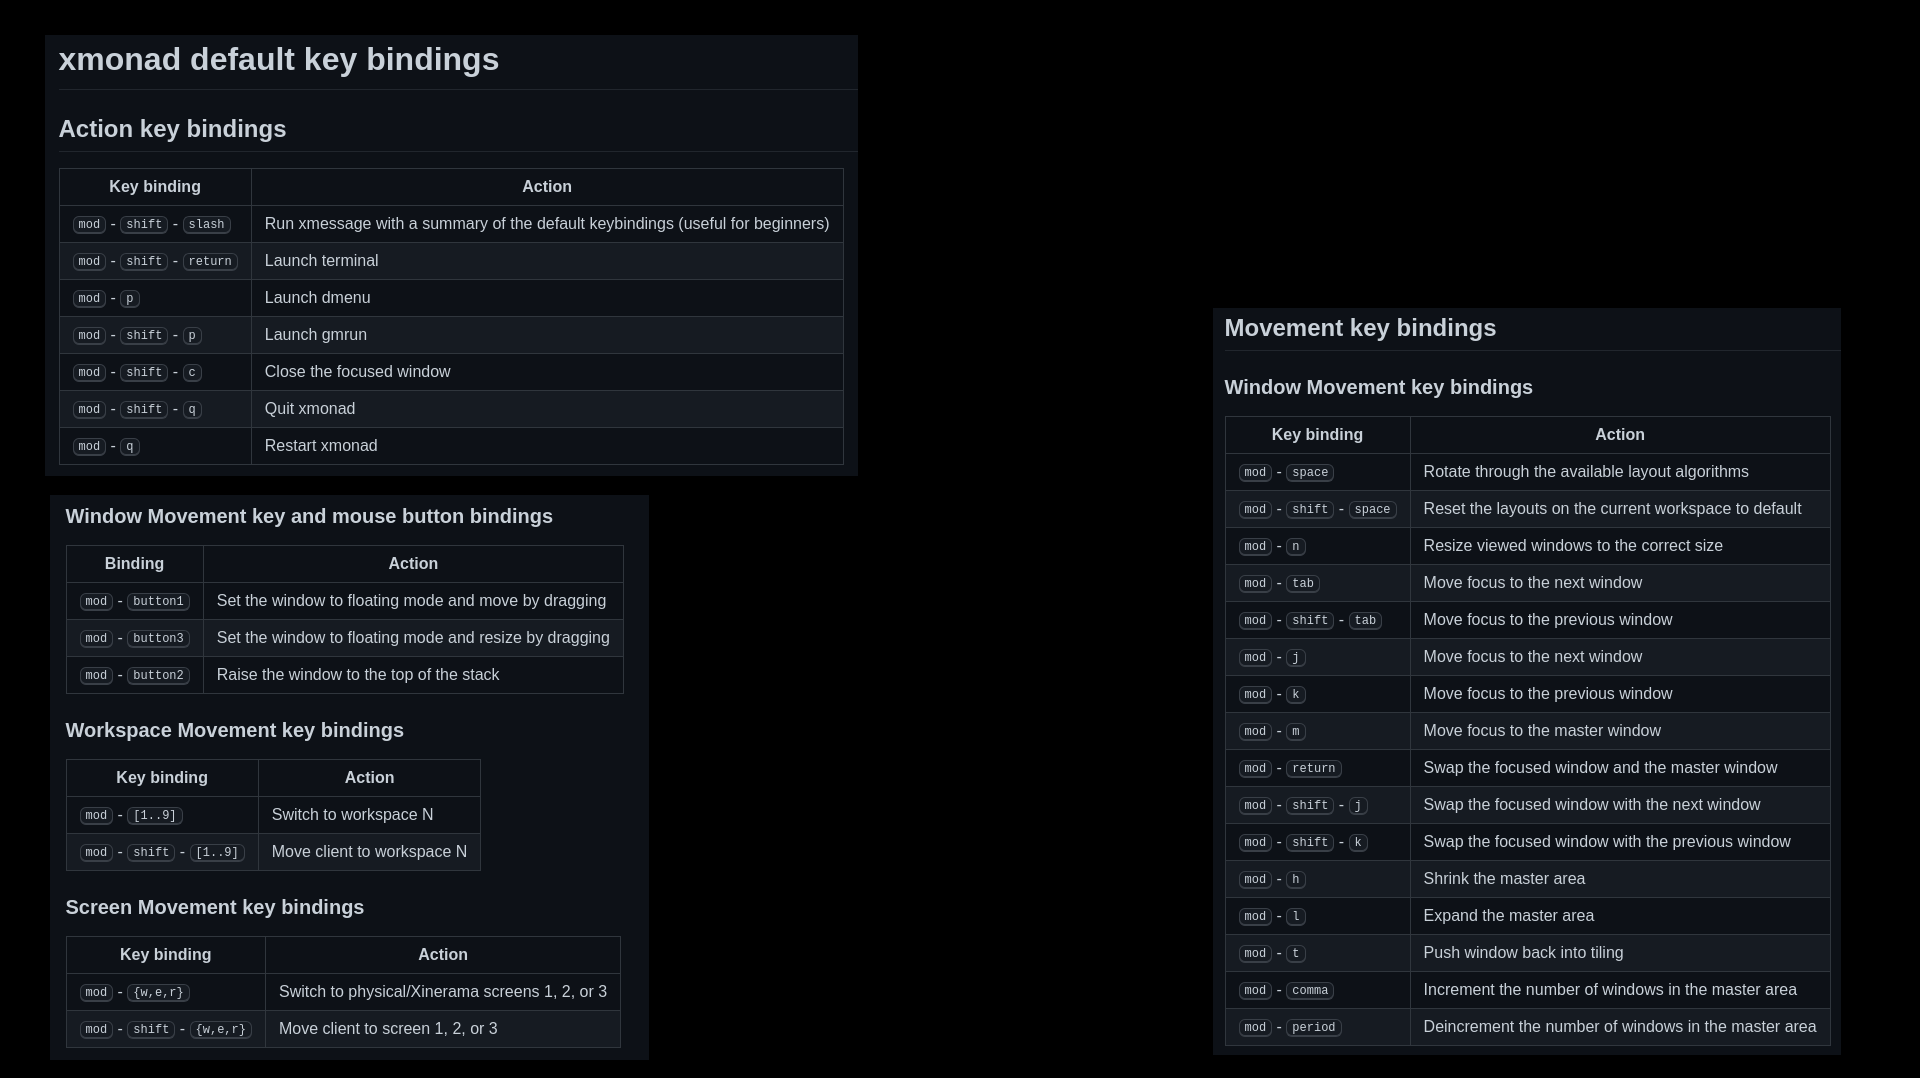 xmonad default key bindings
Action key bindings
Key binding Action
mod - shift - slash Run xmessage with a summary of the default keybindings (useful for beginners)
mod - shift - return Launch terminal
mod - p Launch dmenu
mod - shift - p Launch gmrun
mod - shift - c Close the focused window
mod - shift - q Quit xmonad
mod - q Restart xmonad
Window Movement key and mouse button bindings
Binding Action
mod - button1 Set the window to floating mode and move by dragging
mod - button3 Set the window to floating mode and resize by dragging
mod - button2 Raise the window to the top of the stack
Workspace Movement key bindings
Key binding Action
mod - [1..9] Switch to workspace N
mod - shift - [1..9] Move client to workspace N
Screen Movement key bindings
Key binding Action
mod - {w,e,r} Switch to physical/Xinerama screens 1, 2, or 3
mod - shift - {w,e,r} Move client to screen 1, 2, or 3
Movement key bindings
Window Movement key bindings
Key binding Action
mod - space Rotate through the available layout algorithms
mod - shift - space Reset the layouts on the current workspace to default
mod - n Resize viewed windows to the correct size
mod - tab Move focus to the next window
mod - shift - tab Move focus to the previous window
mod - j Move focus to the next window
mod - k Move focus to the previous window
mod - m Move focus to the master window
mod - return Swap the focused window and the master window
mod - shift - j Swap the focused window with the next window
mod - shift - k Swap the focused window with the previous window
mod - h Shrink the master area
mod - l Expand the master area
mod - t Push window back into tiling
mod - comma Increment the number of windows in the master area
mod - period Deincrement the number of windows in the master area